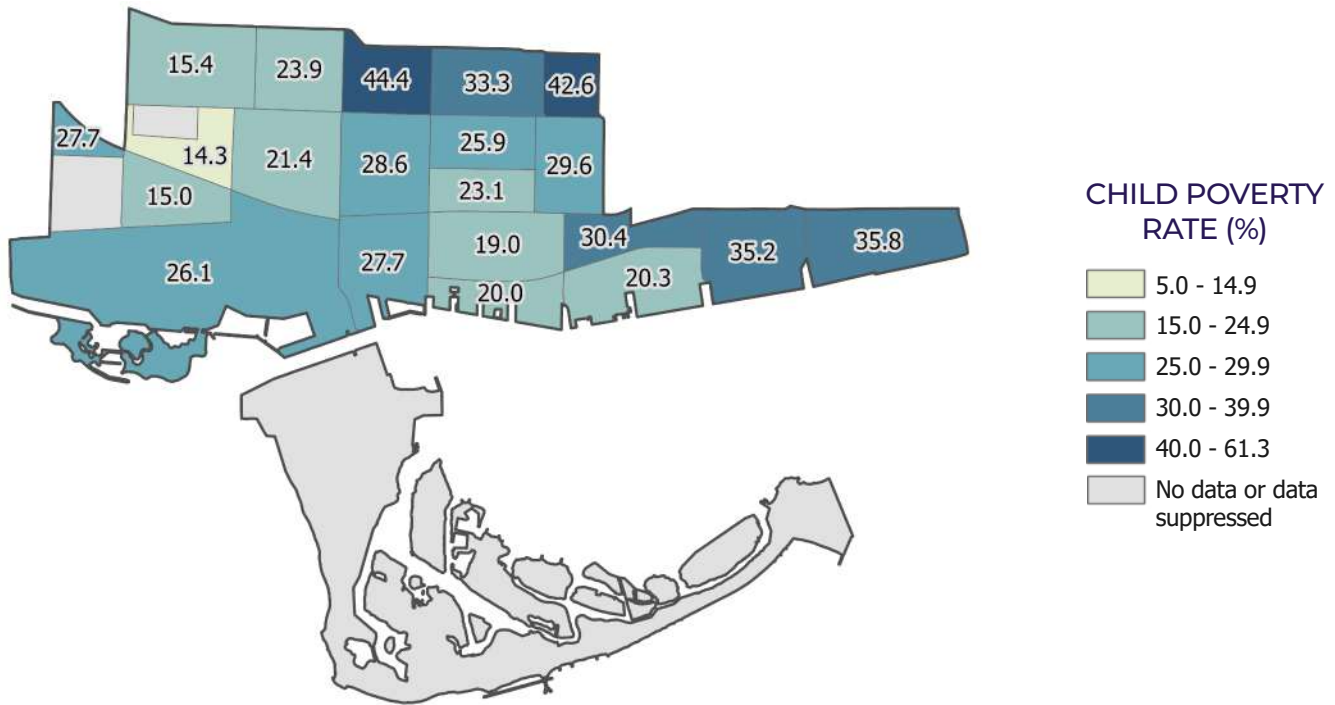 15.4
23.9
44.4
33.3
42.6
27.7
14.3
21.4
28.6
25.9
29.6
15.0
23.1
26.1
27.7
19.0
30.4
35.2
35.8
20.0
20.3
CHILD POVERTY
RATE (%)
5.0 - 14.9
15.0 - 24.9
25.0 - 29.9
30.0 - 39.9
40.0 - 61.3
No data or data
suppressed